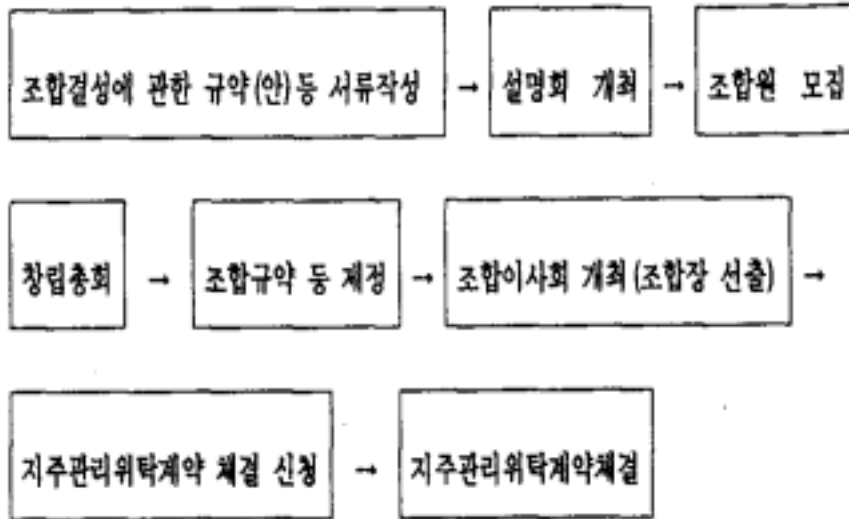 조합결성에 관한 규약(안)등 서류작성 → 설명회 개최 → 조합원 모집
창립총회 → 조합규약 등 제정 → 조합이사회 개최(조합장 선출) →
지주관리위탁계약 체결 신청 → 지주관리위탁계약체결